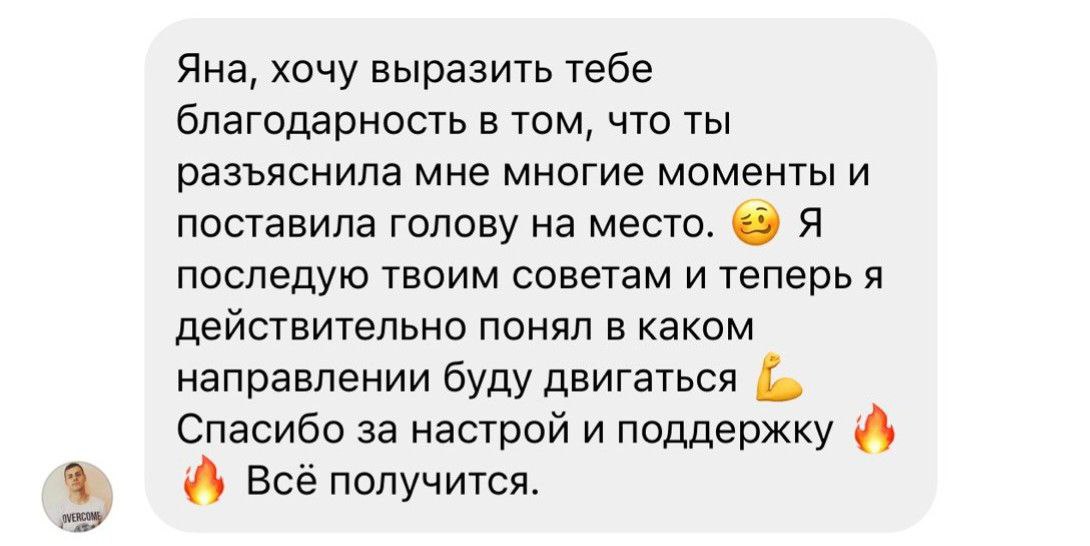 Яна, хочу выразить тебе
благодарность в том, что ты
разъяснила мне многие моменты и
поставила голову на место. 🥴 Я
последую твоим советам и теперь я
действительно понял в каком
направлении буду двигаться 💪
Спасибо за настрой и поддержку 🔥
🔥 Всё получится.
OVERCOME